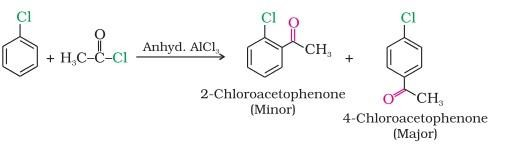 Cl
O
+ H₃C–C–Cl
Anhyd. AlCl₃
Cl
O
CH₃
+
Cl
O
CH₃
2-Chloroacetophenone
(Minor)
4-Chloroacetophenone
(Major)